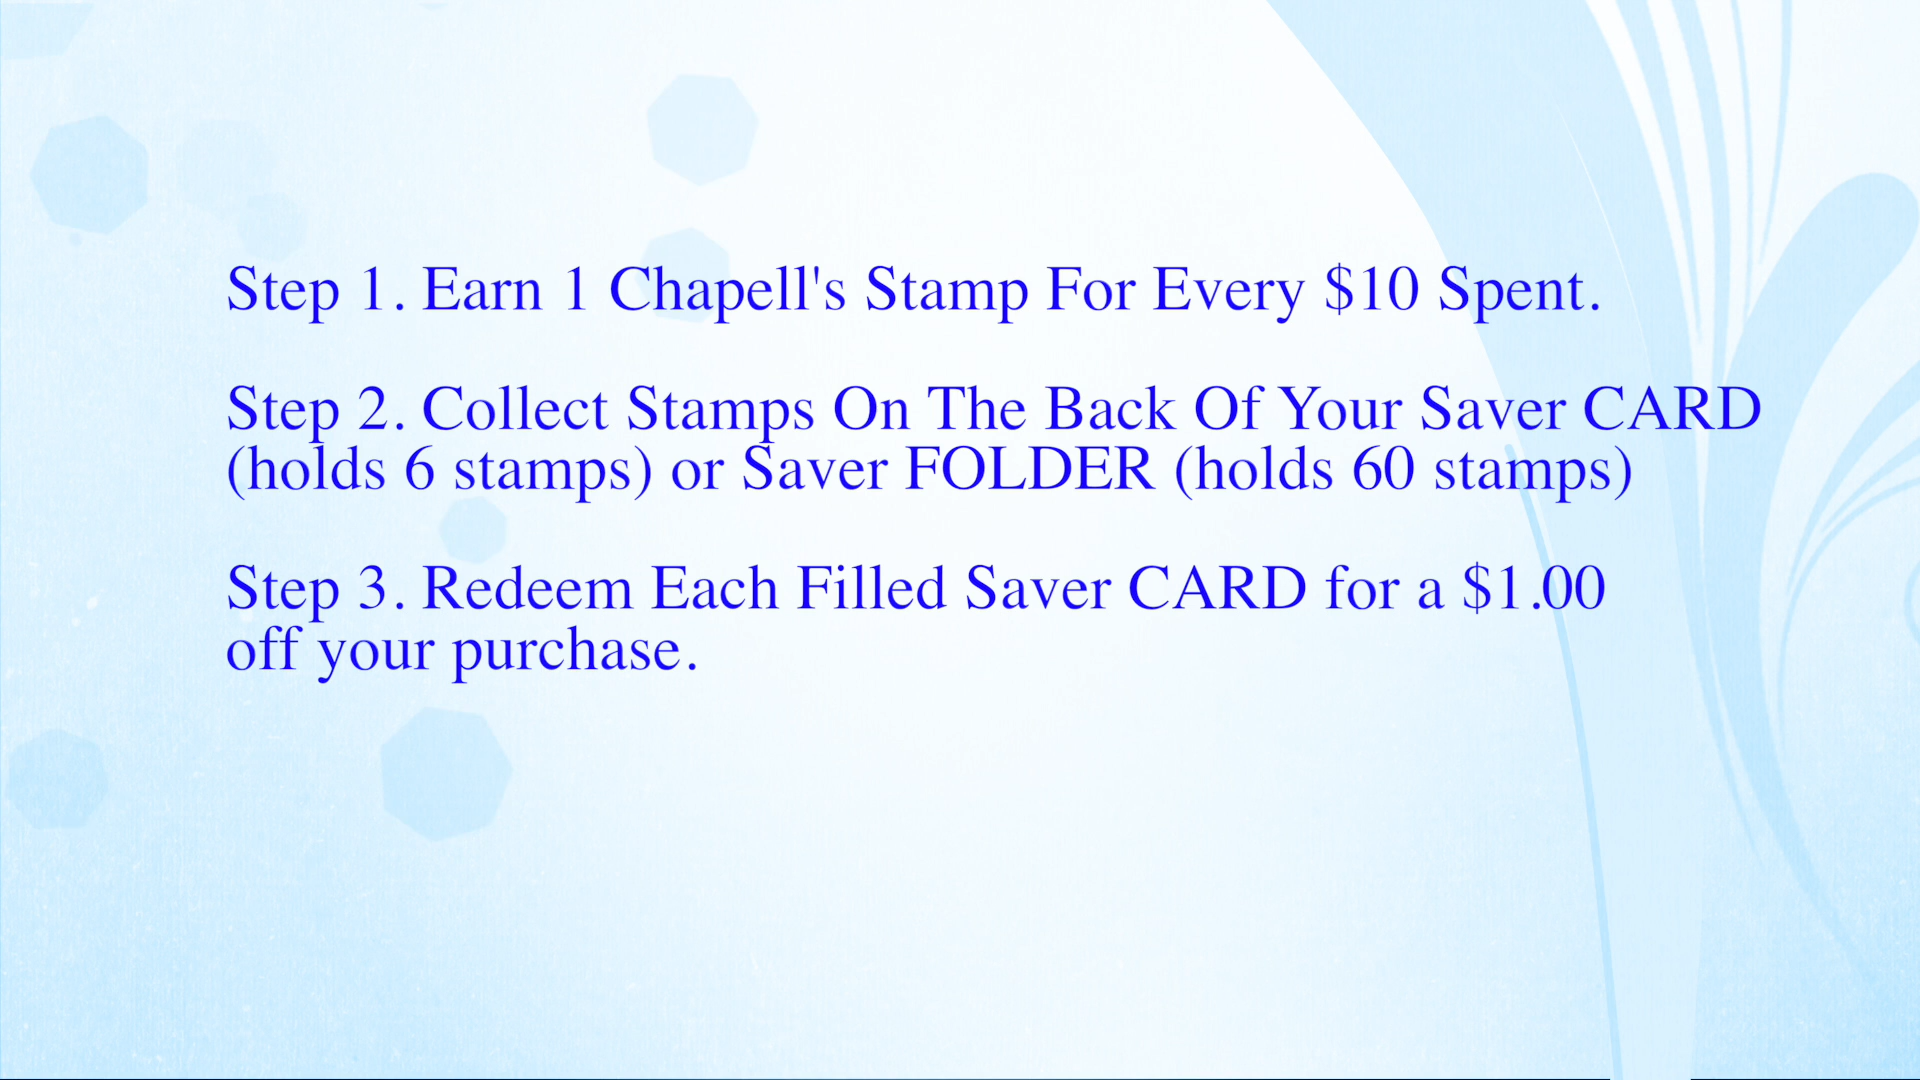 Step 1. Earn 1 Chapell's Stamp For Every $10 Spent.
Step 2. Collect Stamps On The Back Of Your Saver CARD
(holds 6 stamps) or Saver FOLDER (holds 60 stamps)
Step 3. Redeem Each Filled Saver CARD for a $1.00
off your purchase.